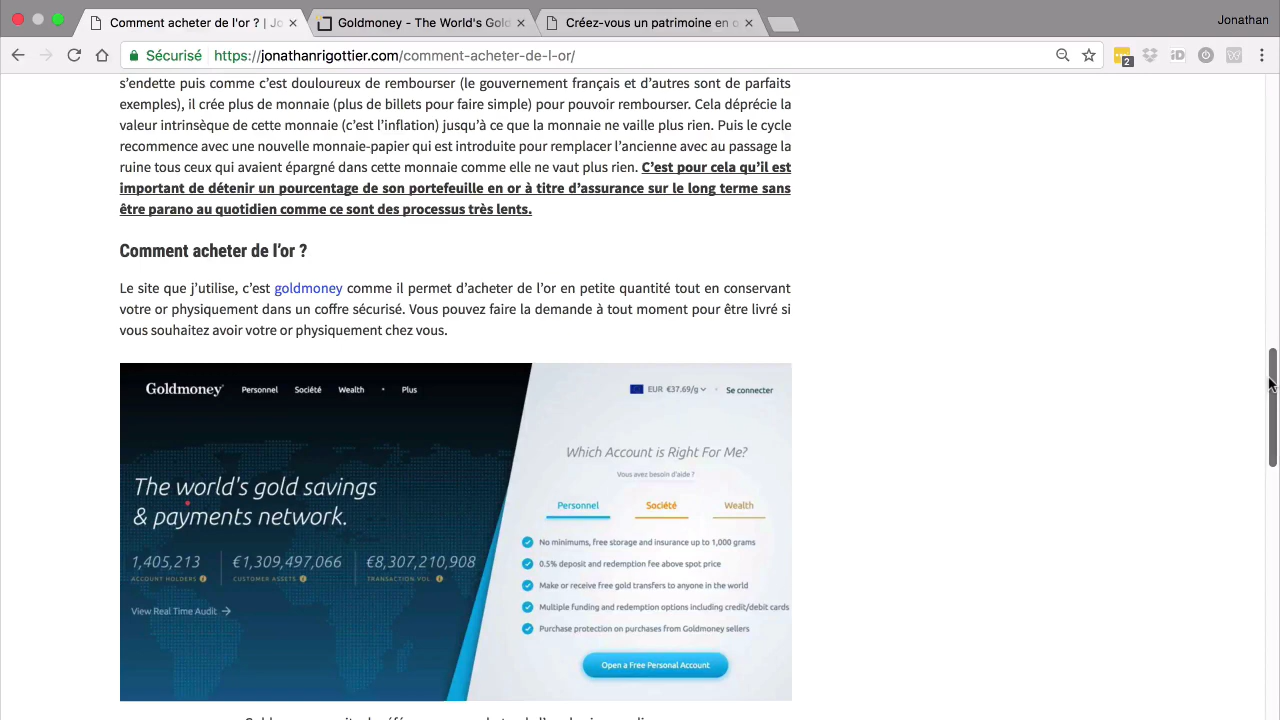 Comment acheter de l'or ? | Jo
Goldmoney - The World's Gold
Créez-vous un patrimoine en o
Jonathan
Sécurisé
https://jonathanrigottier.com/comment-acheter-de-l-or/
2
s’endette puis comme c’est douloureux de rembourser (le gouvernement français et d’autres sont de parfaits
exemples), il crée plus de monnaie (plus de billets pour faire simple) pour pouvoir rembourser. Cela déprécie la
valeur intrinsèque de cette monnaie (c’est l’inflation) jusqu’à ce que la monnaie ne vaille plus rien. Puis le cycle
recommence avec une nouvelle monnaie-papier qui est introduite pour remplacer l’ancienne avec au passage la
ruine tous ceux qui avaient épargné dans cette monnaie comme elle ne vaut plus rien. C’est pour cela qu’il est
important de détenir un pourcentage de son portefeuille en or à titre d’assurance sur le long terme sans
être parano au quotidien comme ce sont des processus très lents.
Comment acheter de l’or ?
Le site que j’utilise, c’est goldmoney comme il permet d’acheter de l’or en petite quantité tout en conservant
votre or physiquement dans un coffre sécurisé. Vous pouvez faire la demande à tout moment pour être livré si
vous souhaitez avoir votre or physiquement chez vous.
Goldmoney Personnel Société Wealth Plus
EUR €37.69/g Se connecter
The world's gold savings
& payments network.
1,405,213 €1,309,497,066 €8,307,210,908
ACCOUNT HOLDERS CUSTOMER ASSETS TRANSACTION VOL.
View Real Time Audit
Which Account is Right For Me?
Vous avez besoin d'aide ?
Personnel Société Wealth
No minimums, free storage and insurance up to 1,000 grams
0.5% deposit and redemption fee above spot price
Make or receive free gold transfers to anyone in the world
Multiple funding and redemption options including credit/debit cards
Purchase protection on purchases from Goldmoney sellers
Open a Free Personal Account